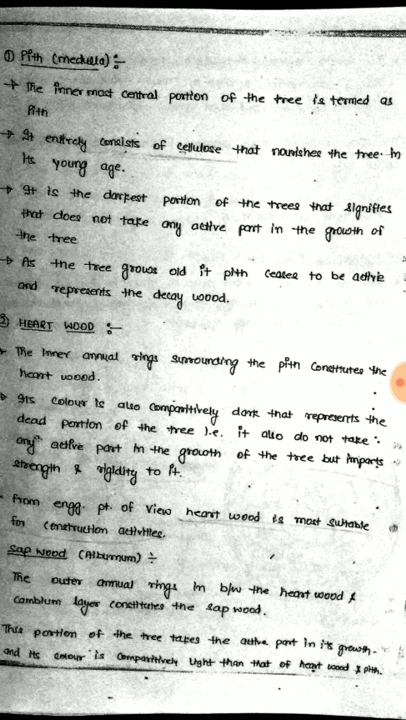 ① Pith (medulla) :-
→ The inner most central portion of the tree is termed as
Pith
→ It entirely consists of cellulose that nourishes the tree in
its young age.
→ It is the darkest portion of the trees that signifies
that does not take any active part in the growth of
the tree
→ As the tree grows old it pith ceases to be active
and represents the decay wood.
② HEART WOOD :-
The Inner annual rings surrounding the pith constitutes the
heart wood.
Its colour is also comparitively dark that represents the
dead portion of the tree i.e. it also do not take
any active part in the growth of the tree but imparts
strength & rigidity to it.
From engg. pt. of view heart wood is most suitable
for construction activities.
Sap wood (Alburnum) :-
The outer annual rings in b/w the heart wood &
cambium layer constitutes the sap wood.
This portion of the tree takes the active part in its growth.
and its colour is comparitively light than that of heart wood & pith.